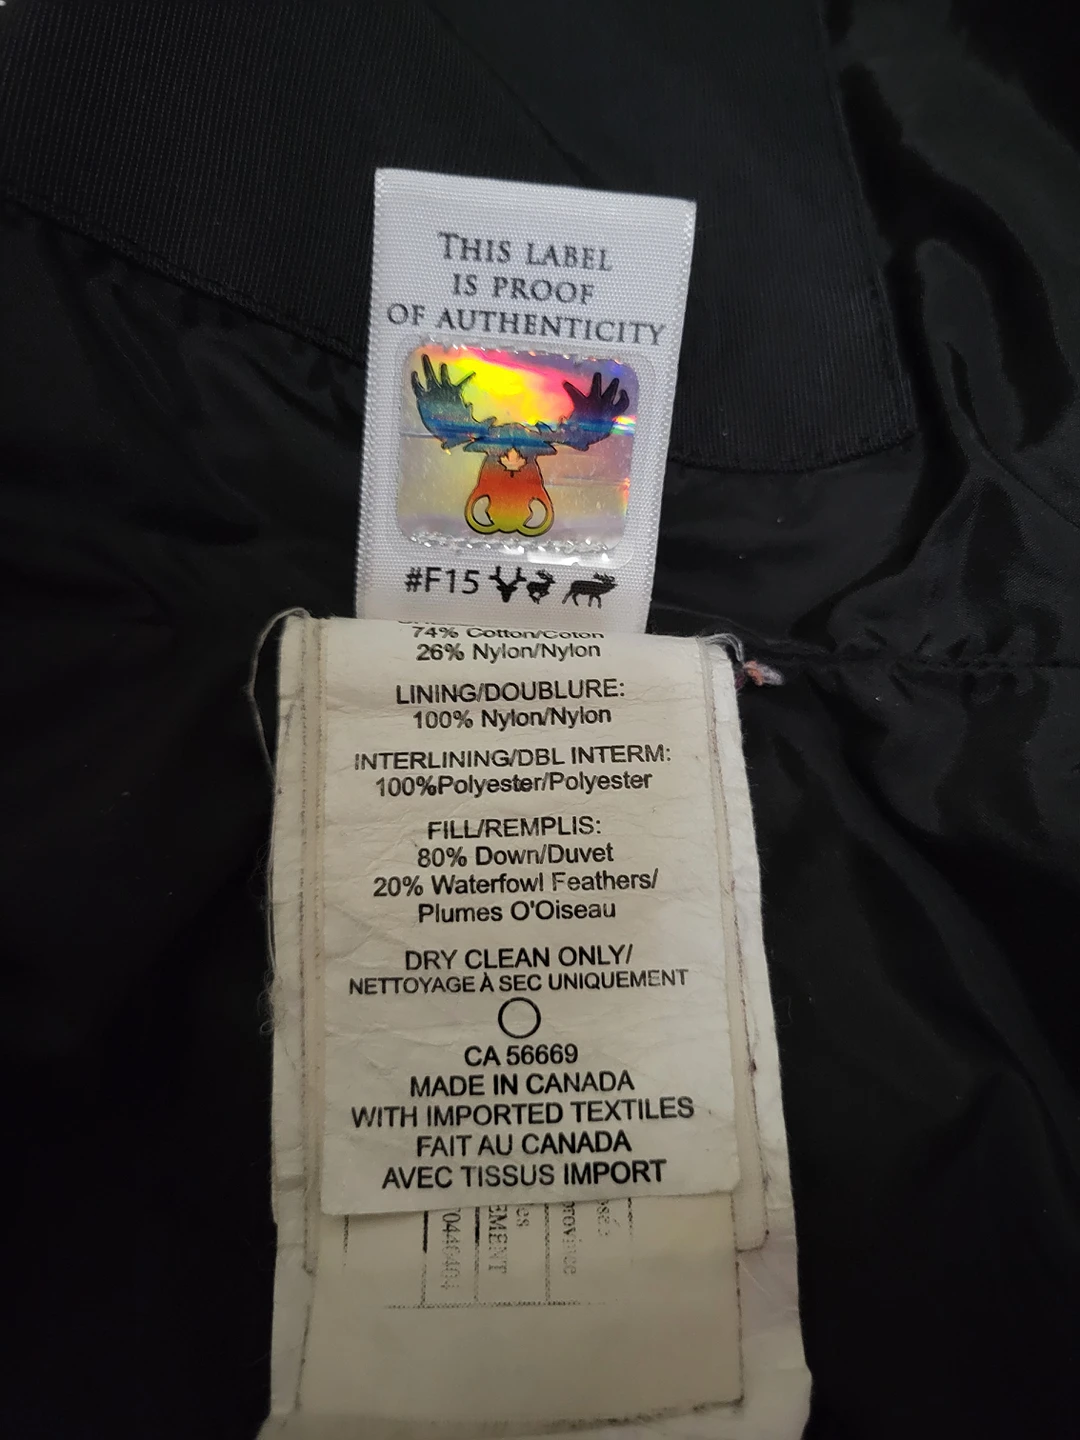 THIS LABEL
IS PROOF
OF AUTHENTICITY
#F15
74% Cotton/Coton
26% Nylon/Nylon
LINING/DOUBLURE:
100% Nylon/Nylon
INTERLINING/DBL INTERM:
100%Polyester/Polyester
FILL/REMPLIS:
80% Down/Duvet
20% Waterfowl Feathers/
Plumes O'Oiseau
DRY CLEAN ONLY/
NETTOYAGE À SEC UNIQUEMENT
CA 56669
MADE IN CANADA
WITH IMPORTED TEXTILES
FAIT AU CANADA
AVEC TISSUS IMPORT
EMENT